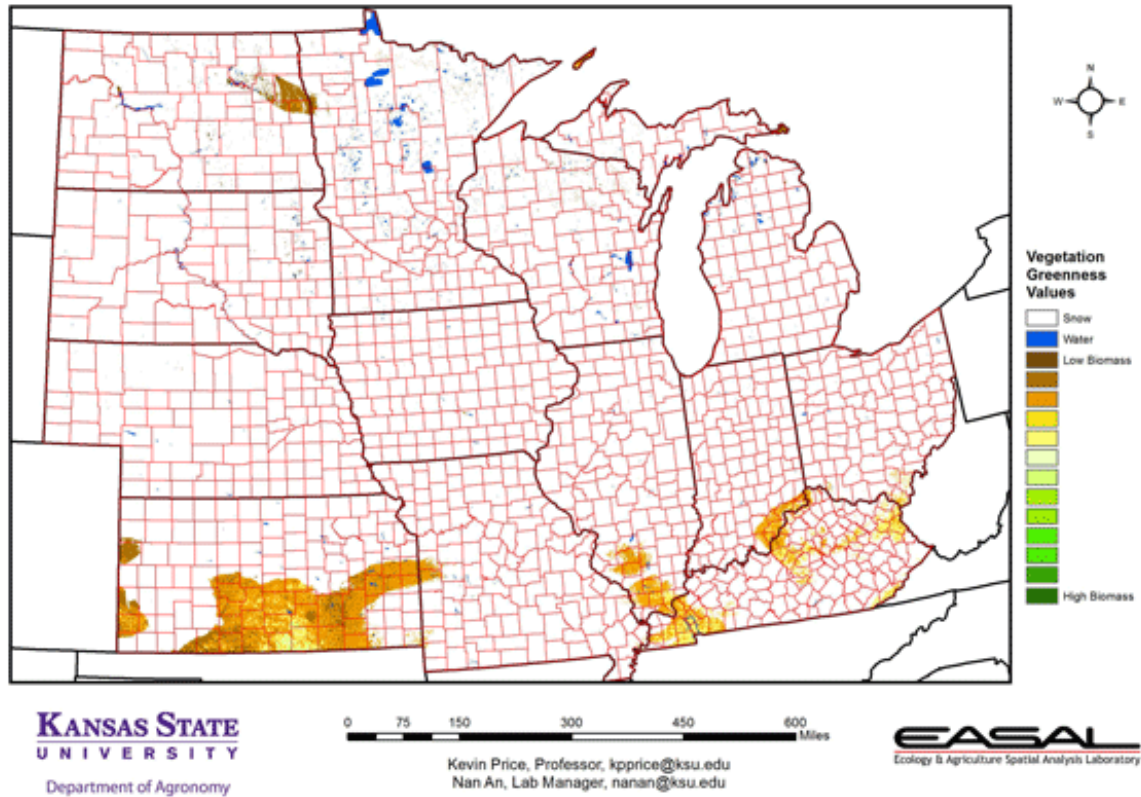 N
W E
S
Vegetation
Greenness
Values
Snow
Water
Low Biomass
High Biomass
KANSAS STATE
UNIVERSITY
Department of Agronomy
0 75 150 300 450 600
Miles
Kevin Price, Professor, kpprice@ksu.edu
Nan An, Lab Manager, nanan@ksu.edu
EASAL
Ecology & Agriculture Spatial Analysis Laboratory